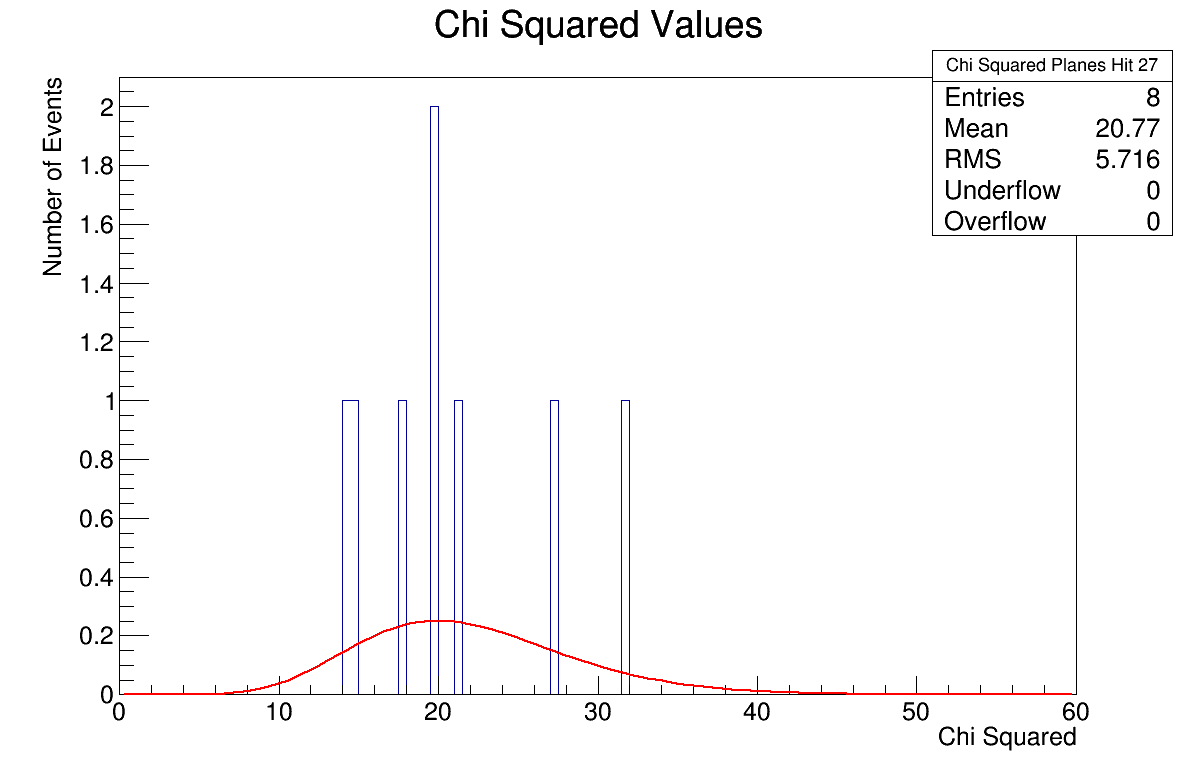 Chi Squared Values
Chi Squared Planes Hit 27
Entries 8
Mean 20.77
RMS 5.716
Underflow 0
Overflow 0
Number of Events
2
1.8
1.6
1.4
1.2
1
0.8
0.6
0.4
0.2
0
0 10 20 30 40 50 60
Chi Squared